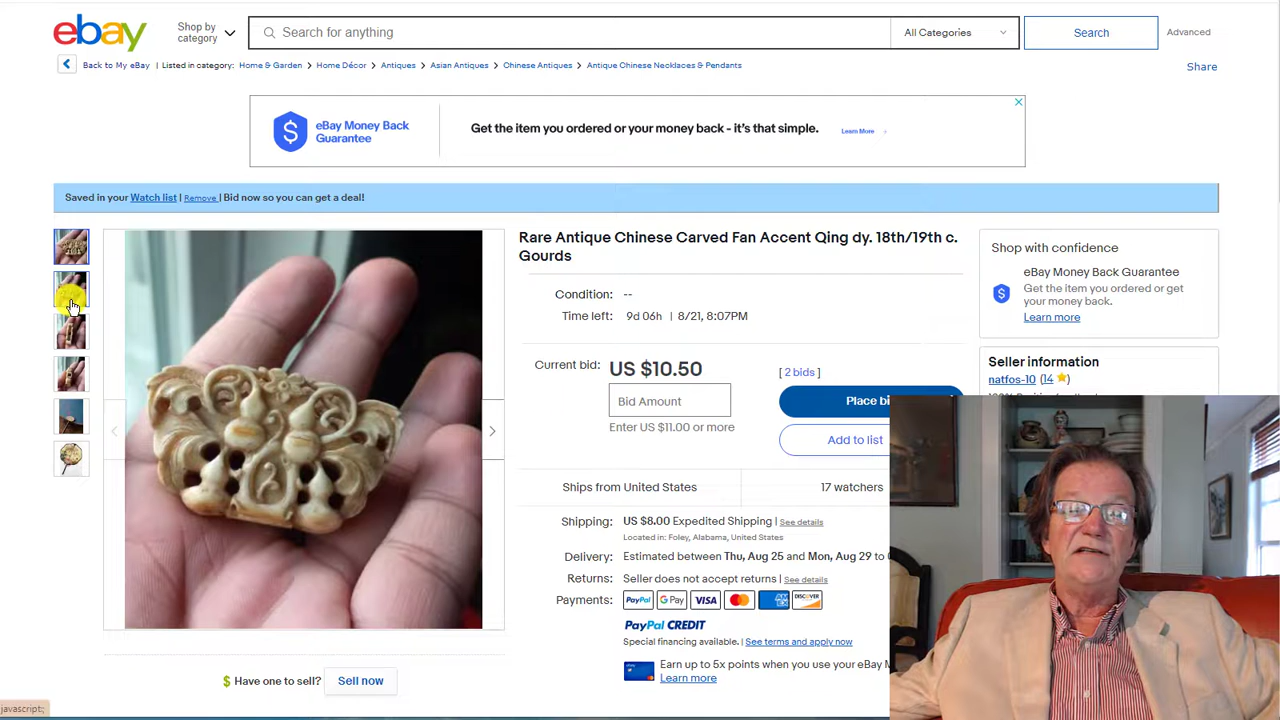 ebay
Shop by
category
Search for anything
All Categories
Search
Advanced
Back to My eBay
Listed in category:
Home & Garden
Home Décor
Antiques
Asian Antiques
Chinese Antiques
Antique Chinese Necklaces & Pendants
Share
eBay Money Back
Guarantee
Get the item you ordered or your money back - it's that simple.
Learn More
Saved in your Watch list | Remove | Bid now so you can get a deal!
Rare Antique Chinese Carved Fan Accent Qing dy. 18th/19th c.
Gourds
Condition: --
Time left: 9d 06h | 8/21, 8:07PM
Current bid: US $10.50
[ 2 bids ]
Bid Amount
Place bi
Enter US $11.00 or more
Add to list
Ships from United States
17 watchers
Shipping: US $8.00 Expedited Shipping | See details
Located in: Foley, Alabama, United States
Delivery: Estimated between Thu, Aug 25 and Mon, Aug 29 to
Returns: Seller does not accept returns | See details
Payments: PayPal G Pay VISA
DISCOVER
PayPal CREDIT
Special financing available. | See terms and apply now
Earn up to 5x points when you use your eBay M
Learn more
Shop with confidence
eBay Money Back Guarantee
Get the item you ordered or get
your money back.
Learn more
Seller information
natfos-10 (14 )
$ Have one to sell? Sell now
javascript:;